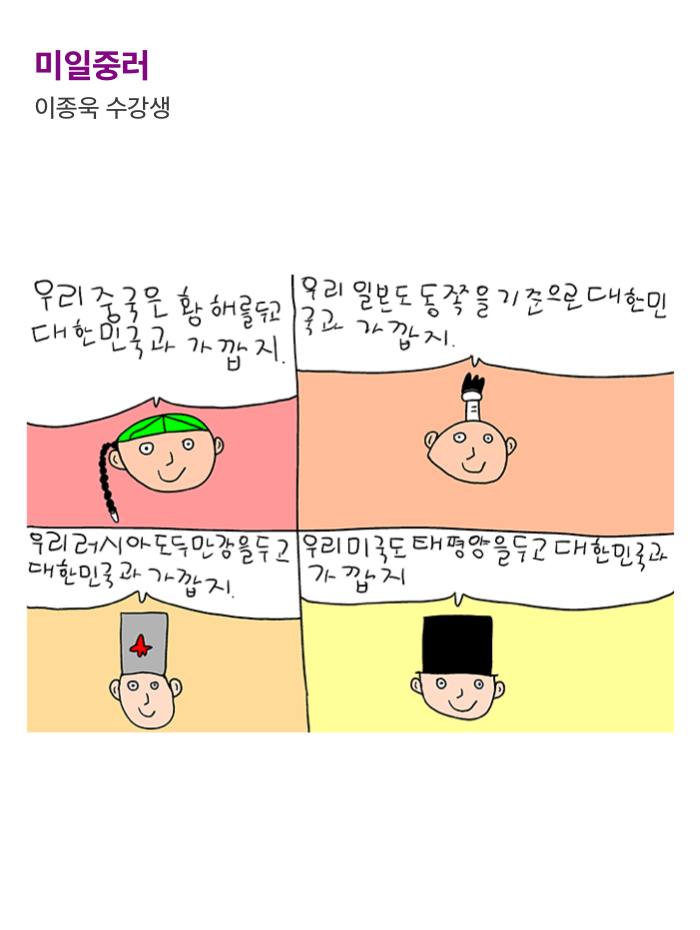 미일중러
이종욱 수강생
우리 중국은 황해를두고
대한민국과 가깝지.
우리 일본도 동쪽을 기준으로 대한민
국과 가깝지.
우리러시아도두만강을두고
대한민국과 가깝지.
우리미국도태평양을두고 대한민국과
가깝지